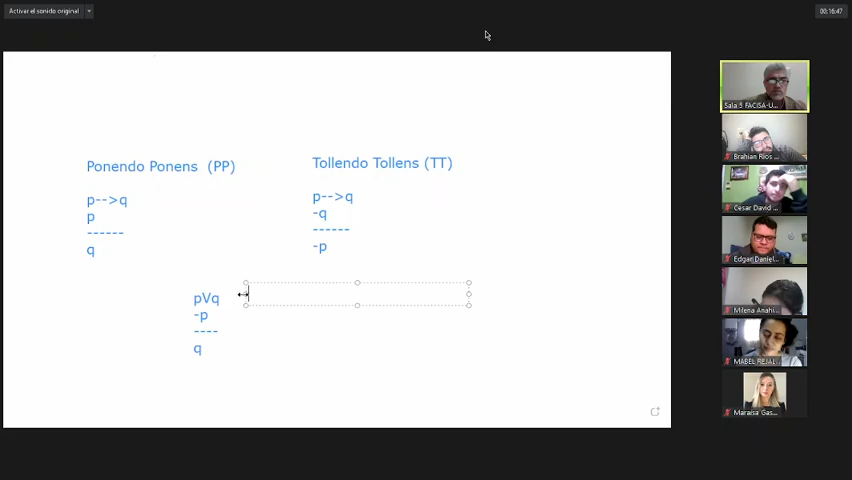 Activar el sonido original
00:16:47
Ponendo Ponens (PP)
p-->q
p
------
q
Tollendo Tollens (TT)
p-->q
-q
------
-p
pVq
-p
----
q
Sala 5 FACISA-U...
Brahian Rios ...
Cesar David ...
Edgar Daniel...
Milena Anahi...
MABEL REJAL...
Maraisa Gas...